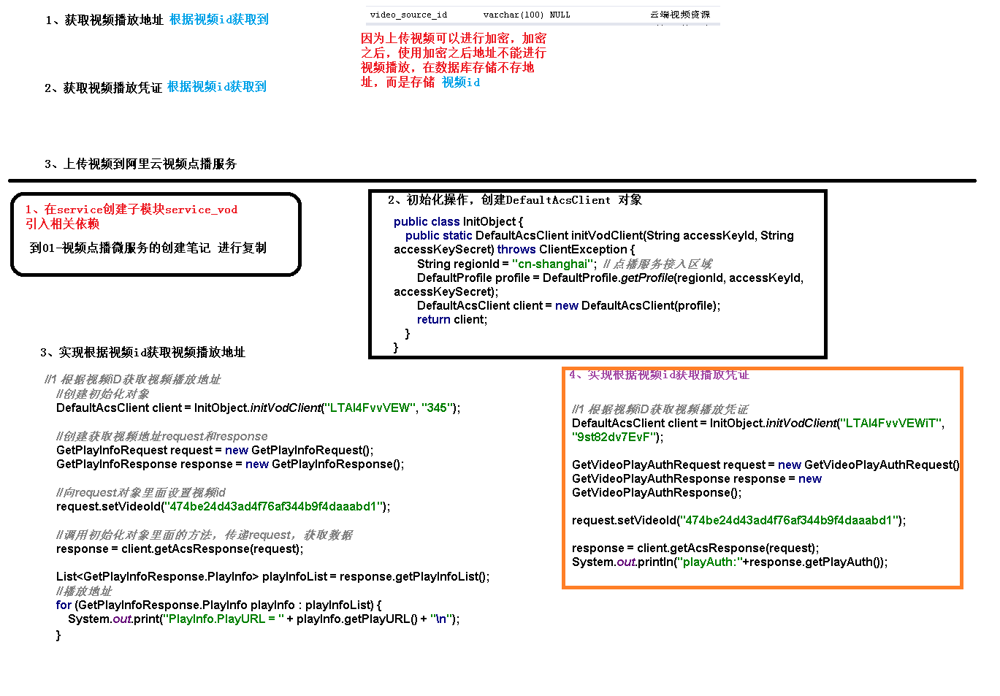 1、获取视频播放地址 根据视频id获取到
video_source_id varchar(100) NULL 云端视频资源
因为上传视频可以进行加密，加密
之后，使用加密之后地址不能进行
视频播放，在数据库存储不存地
址，而是存储 视频id
2、获取视频播放凭证 根据视频id获取到
3、上传视频到阿里云视频点播服务
1、在service创建子模块service_vod
引入相关依赖
到01-视频点播微服务的创建笔记 进行复制
2、初始化操作，创建DefaultAcsClient 对象
public class InitObject {
public static DefaultAcsClient initVodClient(String accessKeyId, String
accessKeySecret) throws ClientException {
String regionId = "cn-shanghai"; // 点播服务接入区域
DefaultProfile profile = DefaultProfile.getProfile(regionId, accessKeyId,
accessKeySecret);
DefaultAcsClient client = new DefaultAcsClient(profile);
return client;
}
}
3、实现根据视频id获取视频播放地址
//1 根据视频iD获取视频播放地址
//创建初始化对象
DefaultAcsClient client = InitObject.initVodClient("LTAI4FvvVEW", "345");
//创建获取视频地址request和response
GetPlayInfoRequest request = new GetPlayInfoRequest();
GetPlayInfoResponse response = new GetPlayInfoResponse();
//向request对象里面设置视频id
request.setVideoId("474be24d43ad4f76af344b9f4daaabd1");
//调用初始化对象里面的方法，传递request，获取数据
response = client.getAcsResponse(request);
List<GetPlayInfoResponse.PlayInfo> playInfoList = response.getPlayInfoList();
//播放地址
for (GetPlayInfoResponse.PlayInfo playInfo : playInfoList) {
System.out.print("PlayInfo.PlayURL = " + playInfo.getPlayURL() + "\n");
}
4、实现根据视频id获取播放凭证
//1 根据视频iD获取视频播放凭证
DefaultAcsClient client = InitObject.initVodClient("LTAI4FvvVEWiT",
"9st82dv7EvF");
GetVideoPlayAuthRequest request = new GetVideoPlayAuthRequest()
GetVideoPlayAuthResponse response = new
GetVideoPlayAuthResponse();
request.setVideoId("474be24d43ad4f76af344b9f4daaabd1");
response = client.getAcsResponse(request);
System.out.println("playAuth:"+response.getPlayAuth());